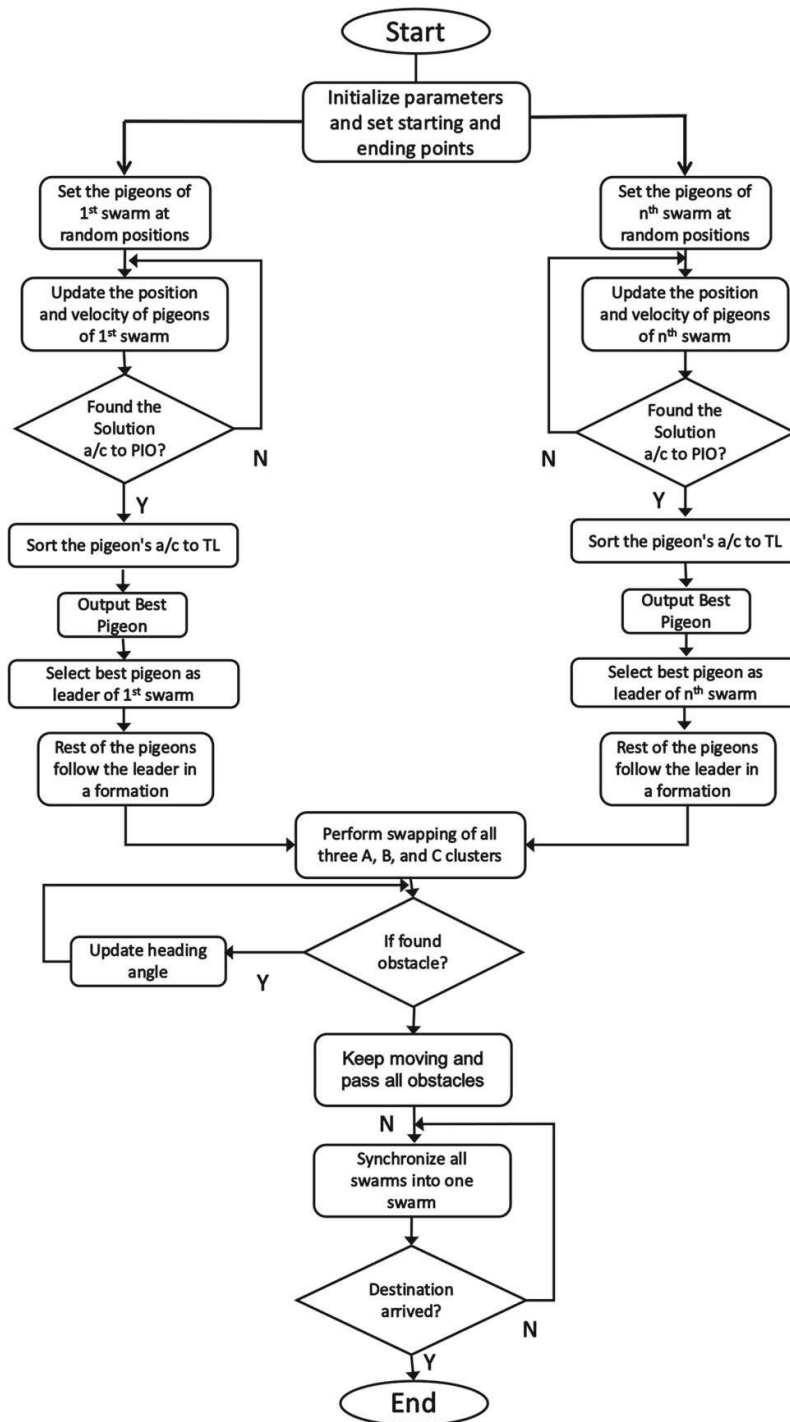 Start
Initialize parameters
and set starting and
ending points
Set the pigeons of
1st swarm at
random positions
Update the position
and velocity of pigeons
of 1st swarm
Found the
Solution
a/c to PIO?
N
Y
Sort the pigeon's a/c to TL
Output Best
Pigeon
Select best pigeon as
leader of 1st swarm
Rest of the pigeons
follow the leader in
a formation
Set the pigeons of
nth swarm at
random positions
Update the position
and velocity of pigeons
of nth swarm
Found the
Solution
a/c to PIO?
N
Y
Sort the pigeon's a/c to TL
Output Best
Pigeon
Select best pigeon as
leader of nth swarm
Rest of the pigeons
follow the leader in
a formation
Perform swapping of all
three A, B, and C clusters
If found
obstacle?
Update heading
angle
Y
Keep moving and
pass all obstacles
N
Synchronize all
swarms into one
swarm
Destination
arrived?
N
Y
End